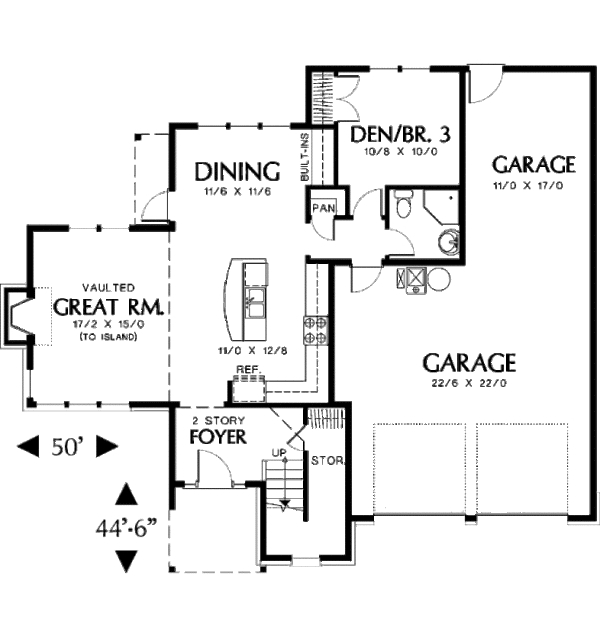 DEN/BR. 3
10/8 X 10/0
GARAGE
11/0 X 17/0
BUILT-INS
DINING
11/6 X 11/6
PAN
VAULTED
GREAT RM.
17/2 X 15/0
(TO ISLAND)
11/0 X 12/8
REF.
GARAGE
22/6 X 22/0
2 STORY
FOYER
UP
STOR.
50'
44'-6"